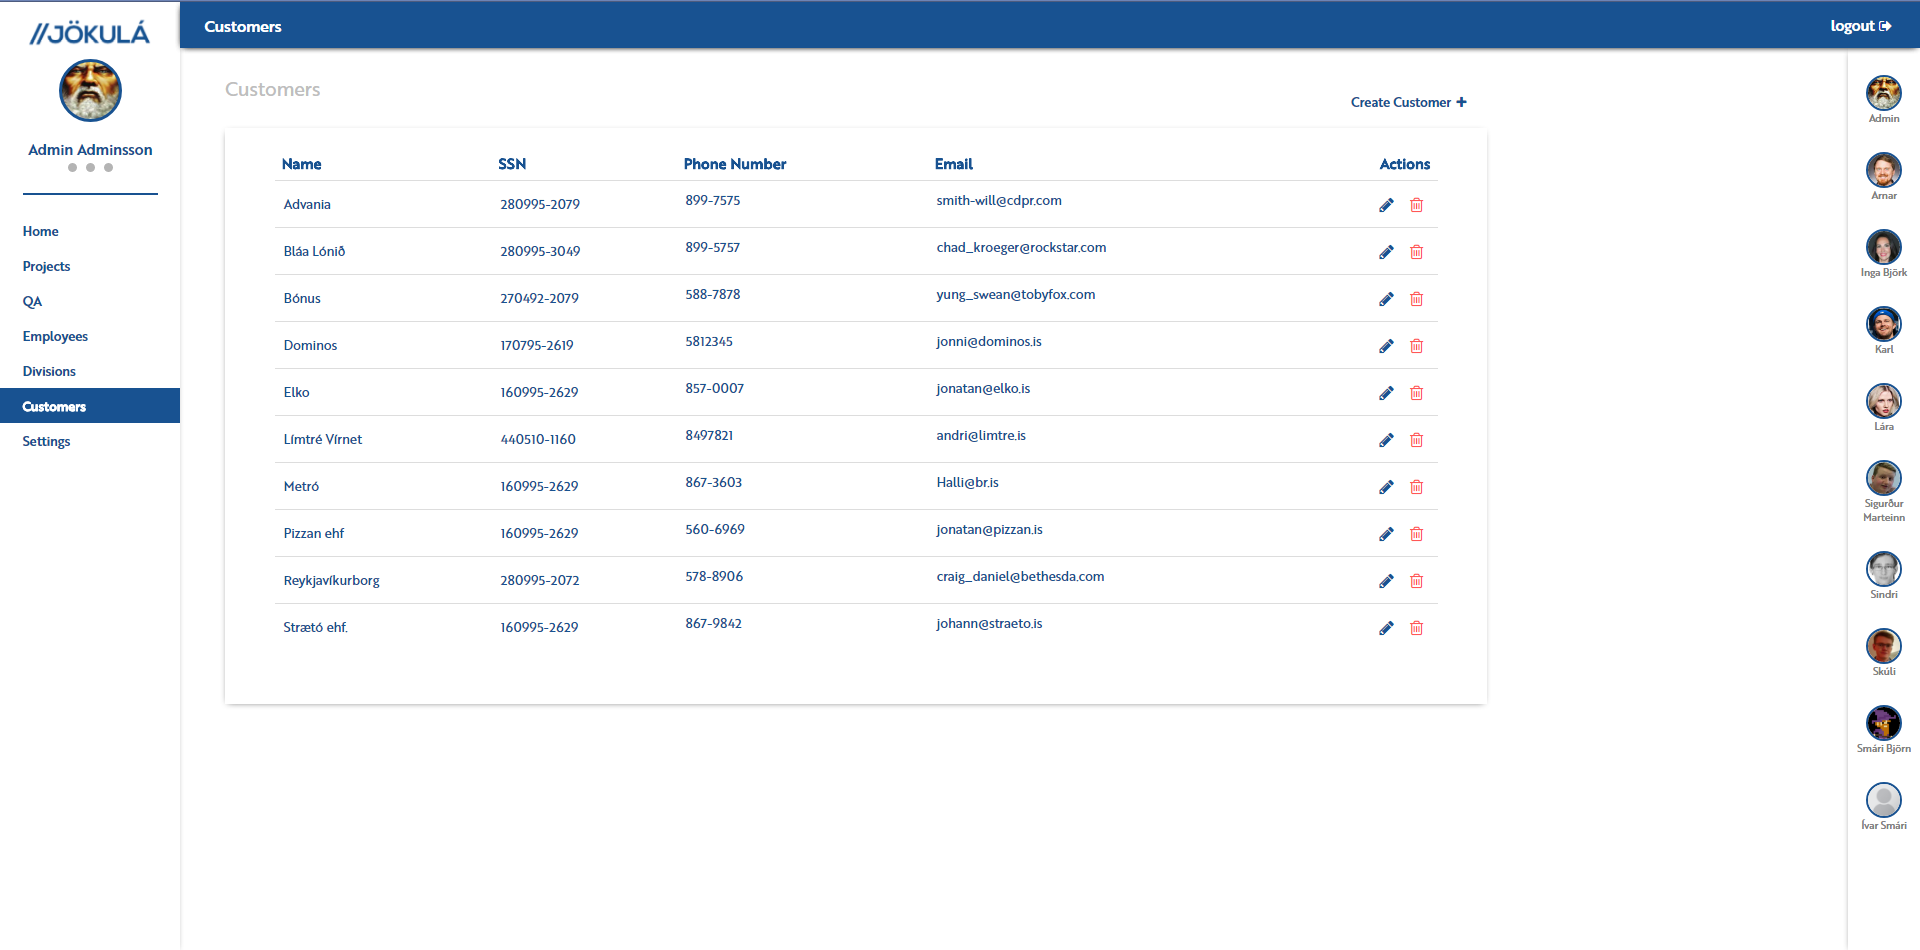 //JÖKULÁ
Customers
logout
Admin Adminsson
Home
Projects
QA
Employees
Divisions
Customers
Settings
Customers
Create Customer +
Name SSN Phone Number Email Actions
Advania 280995-2079 899-7575 smith-will@cdpr.com
Bláa Lónið 280995-3049 899-5757 chad_kroeger@rockstar.com
Bónus 270492-2079 588-7878 yung_swean@tobyfox.com
Dominos 170795-2619 5812345 jonni@dominos.is
Elko 160995-2629 857-0007 jonatan@elko.is
Límtré Vírnet 440510-1160 8497821 andri@limtre.is
Metró 160995-2629 867-3603 Halli@br.is
Pizzan ehf 160995-2629 560-6969 jonatan@pizzan.is
Reykjavíkurborg 280995-2072 578-8906 craig_daniel@bethesda.com
Strætó ehf. 160995-2629 867-9842 johann@straeto.is
Admin
Arnar
Inga Björk
Karl
Lára
Sigurður
Marteinn
Sindri
Skúli
Smári Björn
Ívar Smári